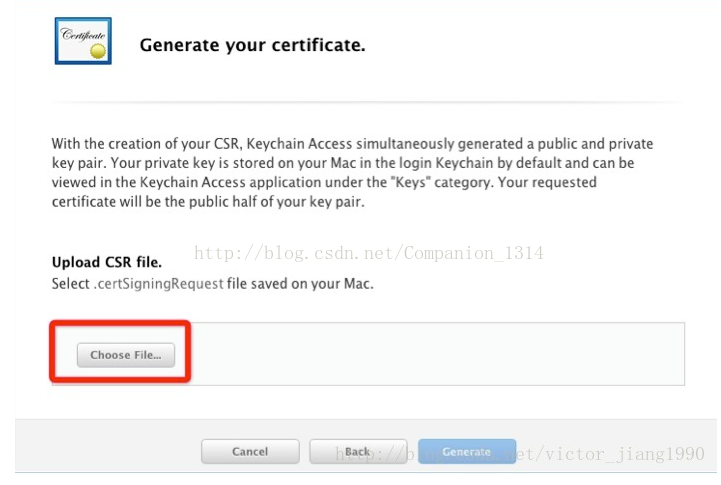 Certificate
Generate your certificate.
With the creation of your CSR, Keychain Access simultaneously generated a public and private
key pair. Your private key is stored on your Mac in the login Keychain by default and can be
viewed in the Keychain Access application under the "Keys" category. Your requested
certificate will be the public half of your key pair.
http://blog.csdn.net/Companion_1314
Upload CSR file.
Select .certSigningRequest file saved on your Mac.
Choose File...
Cancel
Back
Generate
et/victor_jiang1990